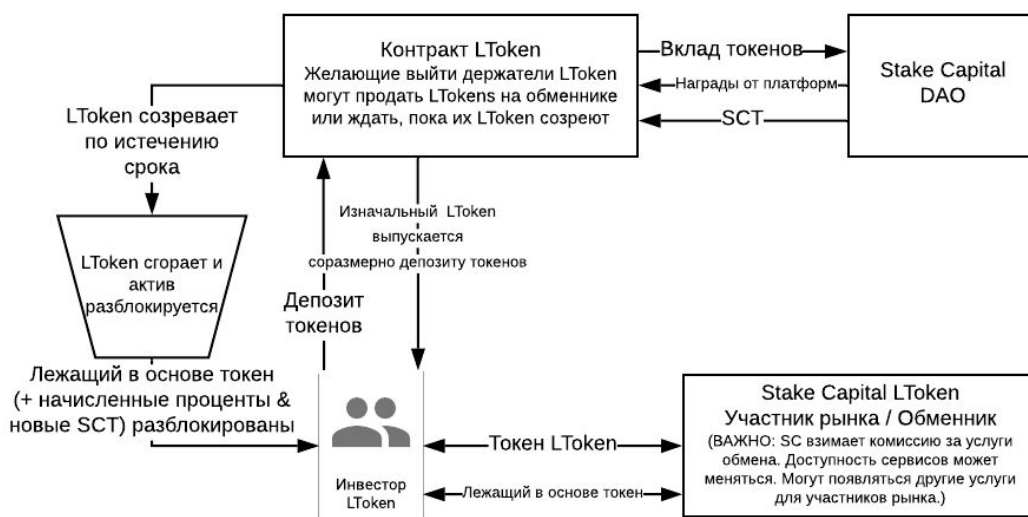 Контракт LToken
Желающие выйти держатели LToken
могут продать LTokens на обменнике
или ждать, пока их LToken созреют
Вклад токенов
Награды от платформ
SCT
Stake Capital
DAO
LToken созревает
по истечению
срока
Изначальный LToken
выпускается
соразмерно депозиту токенов
LToken сгорает и
актив
разблокируется
Депозит
токенов
Лежащий в основе токен
(+ начисленные проценты &
новые SCT) разблокированы
Инвестор
LToken
Токен LToken
Лежащий в основе токен
Stake Capital LToken
Участник рынка / Обменник
(ВАЖНО: SC взимает комиссию за услуги
обмена. Доступность сервисов может
меняться. Могут появляться другие услуги
для участников рынка.)